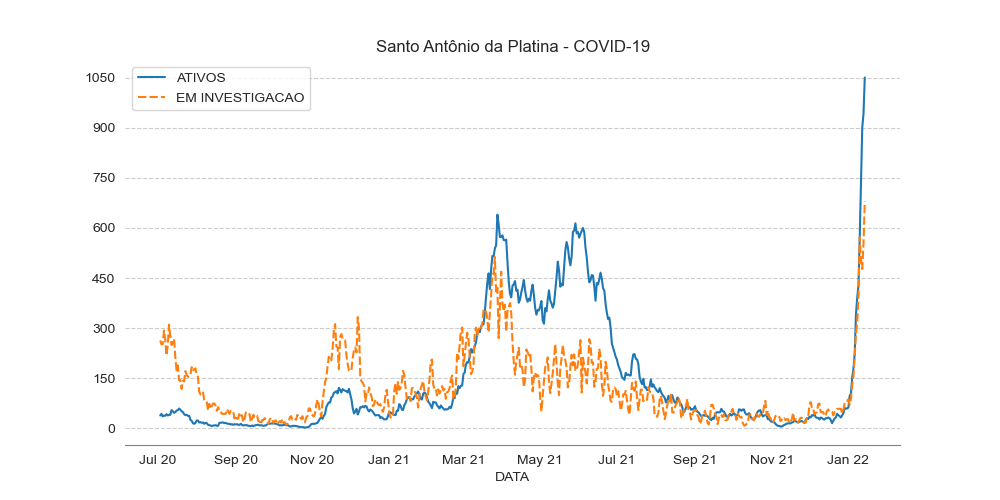 Santo Antônio da Platina - COVID-19
ATIVOS
EM INVESTIGACAO
1050
900
750
600
450
300
150
0
Jul 20 Sep 20 Nov 20 Jan 21 Mar 21 May 21 Jul 21 Sep 21 Nov 21 Jan 22
DATA